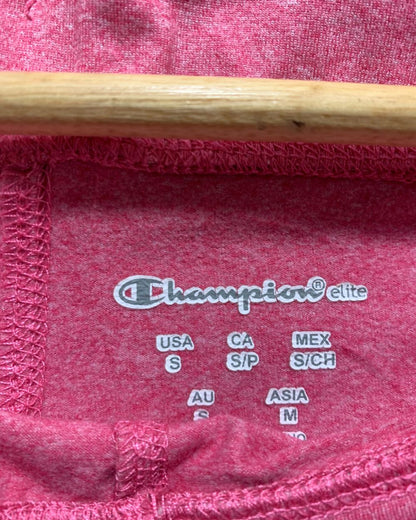 Champion® elite
USA CA MEX
S S/P S/CH
AU ASIA
S M